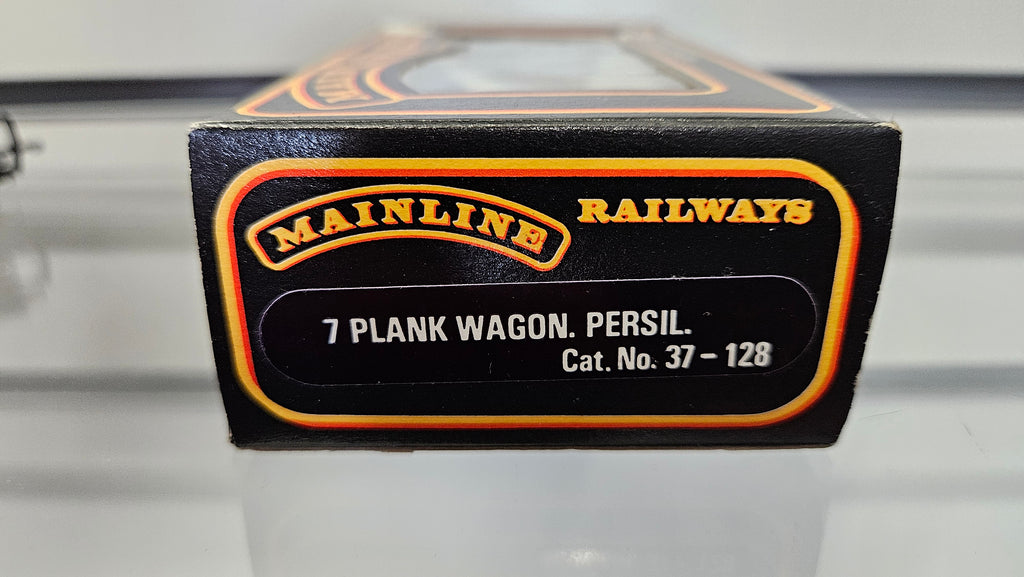 MAINLINE RAILWAYS
7 PLANK WAGON. PERSIL.
Cat. No. 37 - 128